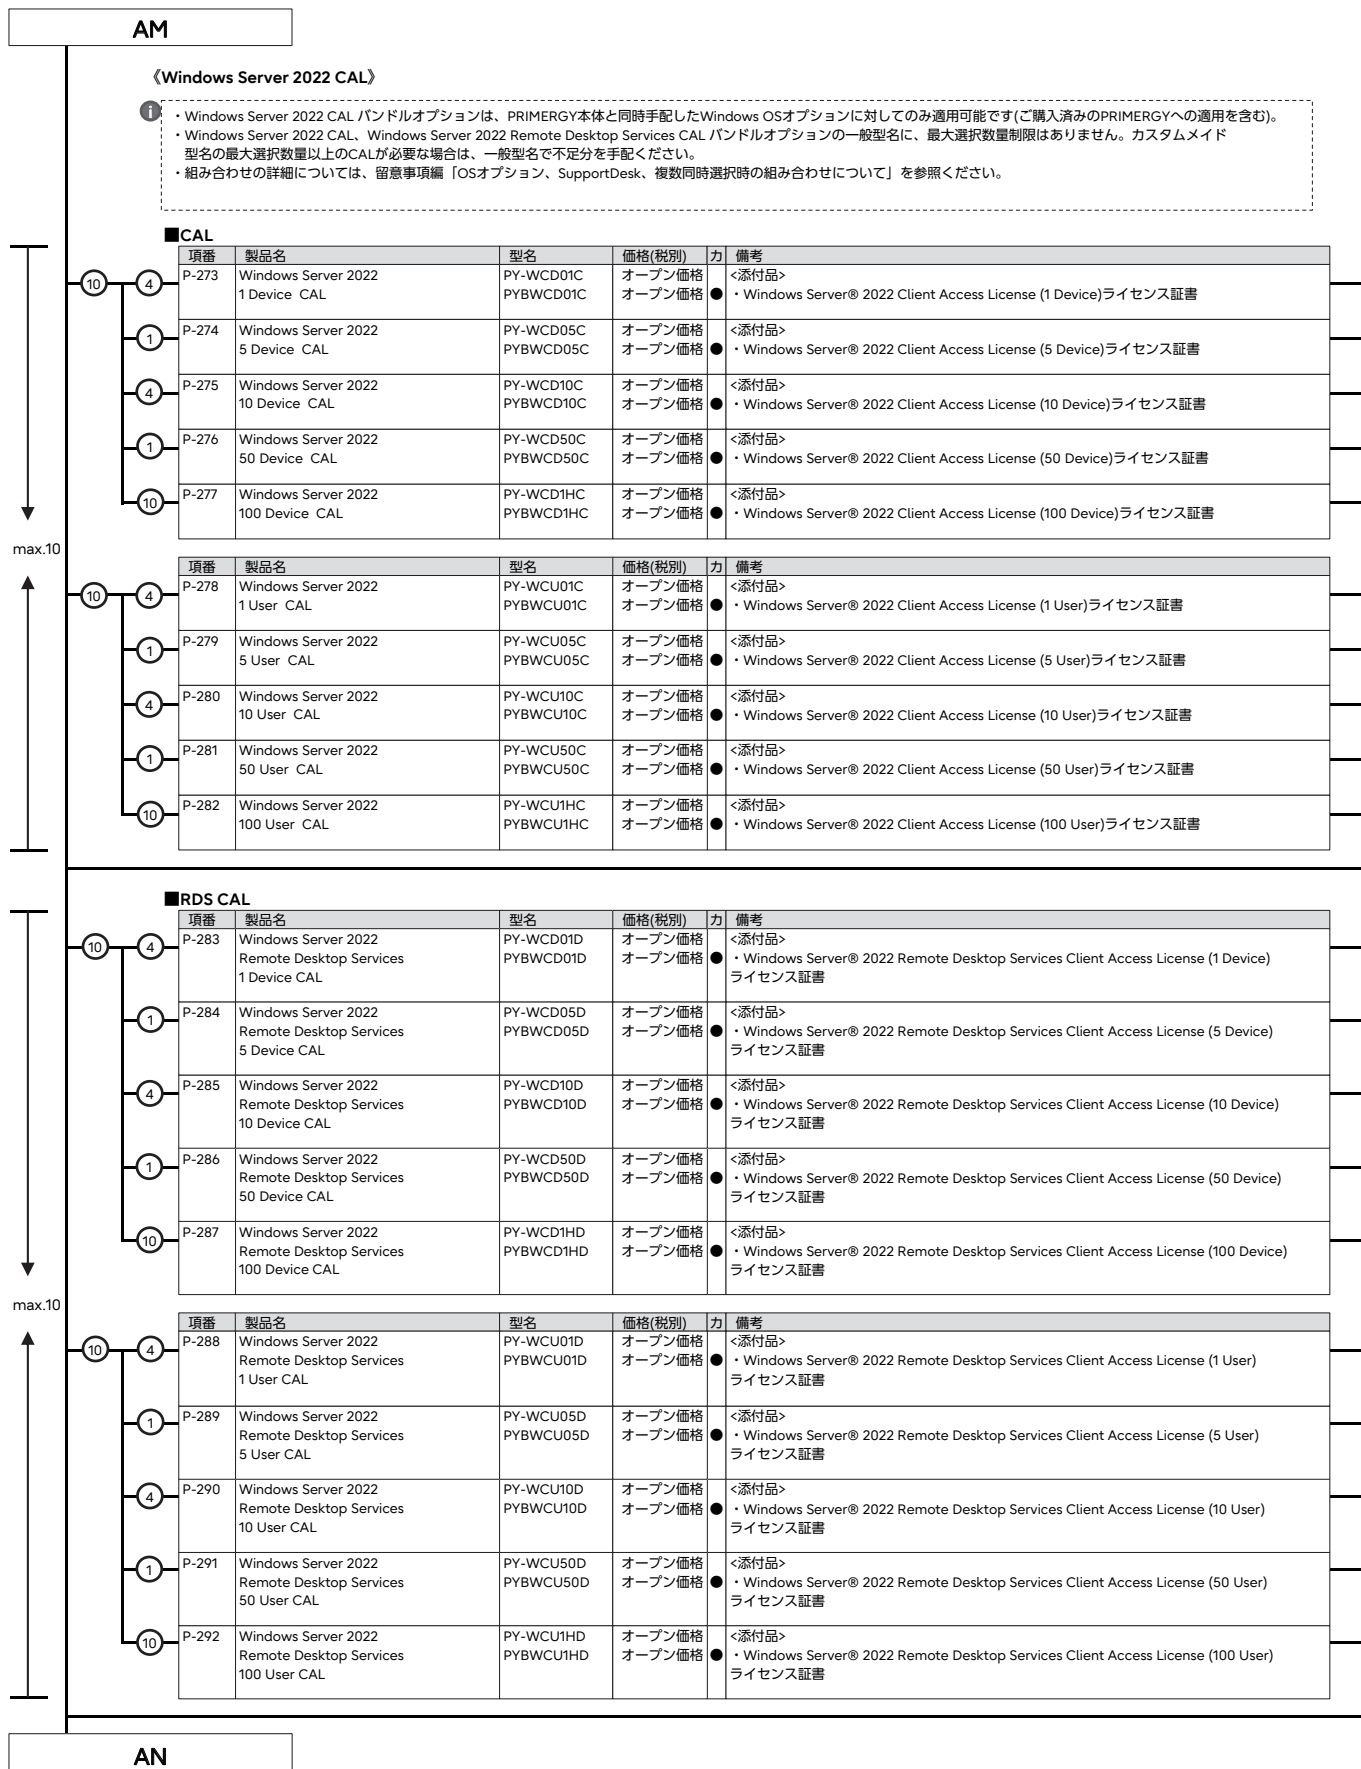 AM
《Windows Server 2022 CAL》
i
・Windows Server 2022 CAL バンドルオプションは、PRIMERGY本体と同時手配したWindows OSオプションに対してのみ適用可能です(ご購入済みのPRIMERGYへの適用を含む)。
・Windows Server 2022 CAL、Windows Server 2022 Remote Desktop Services CAL バンドルオプションの一般型名に、最大選択数量制限はありません。カスタムメイド
型名の最大選択数量以上のCALが必要な場合は、一般型名で不足分を手配ください。
・組み合わせの詳細については、留意事項編「OSオプション、SupportDesk、複数同時選択時の組み合わせについて」を参照ください。
■CAL
項番 製品名 型名 価格(税別) カ 備考
P-273 Windows Server 2022 PY-WCD01C オープン価格 <添付品>
10 4 1 Device CAL PYBWCD01C オープン価格 ● ・Windows Server® 2022 Client Access License (1 Device)ライセンス証書
P-274 Windows Server 2022 PY-WCD05C オープン価格 <添付品>
1 5 Device CAL PYBWCD05C オープン価格 ● ・Windows Server® 2022 Client Access License (5 Device)ライセンス証書
P-275 Windows Server 2022 PY-WCD10C オープン価格 <添付品>
4 10 Device CAL PYBWCD10C オープン価格 ● ・Windows Server® 2022 Client Access License (10 Device)ライセンス証書
P-276 Windows Server 2022 PY-WCD50C オープン価格 <添付品>
1 50 Device CAL PYBWCD50C オープン価格 ● ・Windows Server® 2022 Client Access License (50 Device)ライセンス証書
P-277 Windows Server 2022 PY-WCD1HC オープン価格 <添付品>
10 100 Device CAL PYBWCD1HC オープン価格 ● ・Windows Server® 2022 Client Access License (100 Device)ライセンス証書
max.10
項番 製品名 型名 価格(税別) カ 備考
P-278 Windows Server 2022 PY-WCU01C オープン価格 <添付品>
10 4 1 User CAL PYBWCU01C オープン価格 ● ・Windows Server® 2022 Client Access License (1 User)ライセンス証書
P-279 Windows Server 2022 PY-WCU05C オープン価格 <添付品>
1 5 User CAL PYBWCU05C オープン価格 ● ・Windows Server® 2022 Client Access License (5 User)ライセンス証書
P-280 Windows Server 2022 PY-WCU10C オープン価格 <添付品>
4 10 User CAL PYBWCU10C オープン価格 ● ・Windows Server® 2022 Client Access License (10 User)ライセンス証書
P-281 Windows Server 2022 PY-WCU50C オープン価格 <添付品>
1 50 User CAL PYBWCU50C オープン価格 ● ・Windows Server® 2022 Client Access License (50 User)ライセンス証書
P-282 Windows Server 2022 PY-WCU1HC オープン価格 <添付品>
10 100 User CAL PYBWCU1HC オープン価格 ● ・Windows Server® 2022 Client Access License (100 User)ライセンス証書
■RDS CAL
項番 製品名 型名 価格(税別) カ 備考
P-283 Windows Server 2022 PY-WCD01D オープン価格 <添付品>
10 4 Remote Desktop Services PYBWCD01D オープン価格 ● ・Windows Server® 2022 Remote Desktop Services Client Access License (1 Device)
1 Device CAL ライセンス証書
P-284 Windows Server 2022 PY-WCD05D オープン価格 <添付品>
1 Remote Desktop Services PYBWCD05D オープン価格 ● ・Windows Server® 2022 Remote Desktop Services Client Access License (5 Device)
5 Device CAL ライセンス証書
P-285 Windows Server 2022 PY-WCD10D オープン価格 <添付品>
4 Remote Desktop Services PYBWCD10D オープン価格 ● ・Windows Server® 2022 Remote Desktop Services Client Access License (10 Device)
10 Device CAL ライセンス証書
P-286 Windows Server 2022 PY-WCD50D オープン価格 <添付品>
1 Remote Desktop Services PYBWCD50D オープン価格 ● ・Windows Server® 2022 Remote Desktop Services Client Access License (50 Device)
50 Device CAL ライセンス証書
P-287 Windows Server 2022 PY-WCD1HD オープン価格 <添付品>
10 Remote Desktop Services PYBWCD1HD オープン価格 ● ・Windows Server® 2022 Remote Desktop Services Client Access License (100 Device)
100 Device CAL ライセンス証書
max.10
項番 製品名 型名 価格(税別) カ 備考
P-288 Windows Server 2022 PY-WCU01D オープン価格 <添付品>
10 4 Remote Desktop Services PYBWCU01D オープン価格 ● ・Windows Server® 2022 Remote Desktop Services Client Access License (1 User)
1 User CAL ライセンス証書
P-289 Windows Server 2022 PY-WCU05D オープン価格 <添付品>
1 Remote Desktop Services PYBWCU05D オープン価格 ● ・Windows Server® 2022 Remote Desktop Services Client Access License (5 User)
5 User CAL ライセンス証書
P-290 Windows Server 2022 PY-WCU10D オープン価格 <添付品>
4 Remote Desktop Services PYBWCU10D オープン価格 ● ・Windows Server® 2022 Remote Desktop Services Client Access License (10 User)
10 User CAL ライセンス証書
P-291 Windows Server 2022 PY-WCU50D オープン価格 <添付品>
1 Remote Desktop Services PYBWCU50D オープン価格 ● ・Windows Server® 2022 Remote Desktop Services Client Access License (50 User)
50 User CAL ライセンス証書
P-292 Windows Server 2022 PY-WCU1HD オープン価格 <添付品>
10 Remote Desktop Services PYBWCU1HD オープン価格 ● ・Windows Server® 2022 Remote Desktop Services Client Access License (100 User)
100 User CAL ライセンス証書
AN